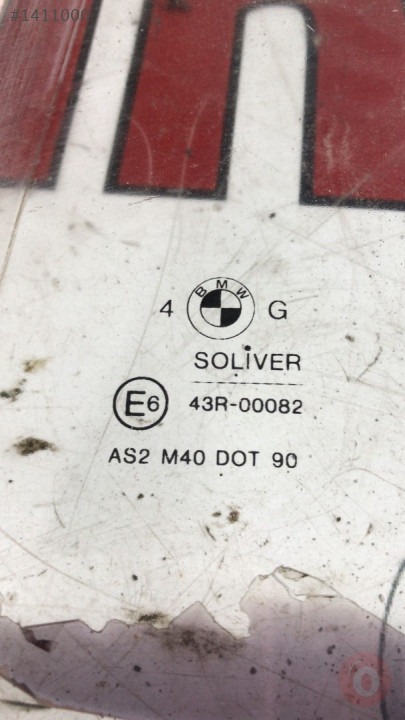 4 BMW G
SOLIVER
E6 43R-00082
AS2 M40 DOT 90